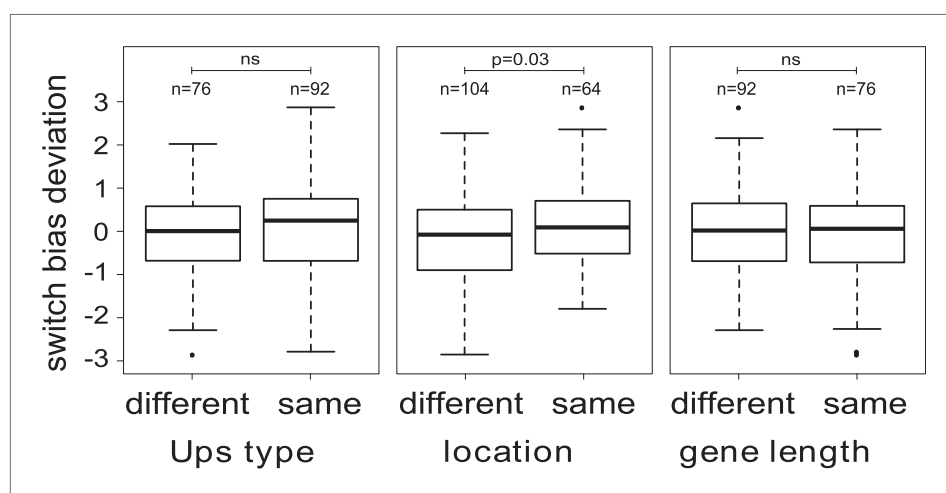 ns
p=0.03
ns
n=76
n=92
n=104
n=64
n=92
n=76
switch bias deviation
3
2
1
0
-1
-2
-3
different
same
different
same
different
same
Ups type
location
gene length